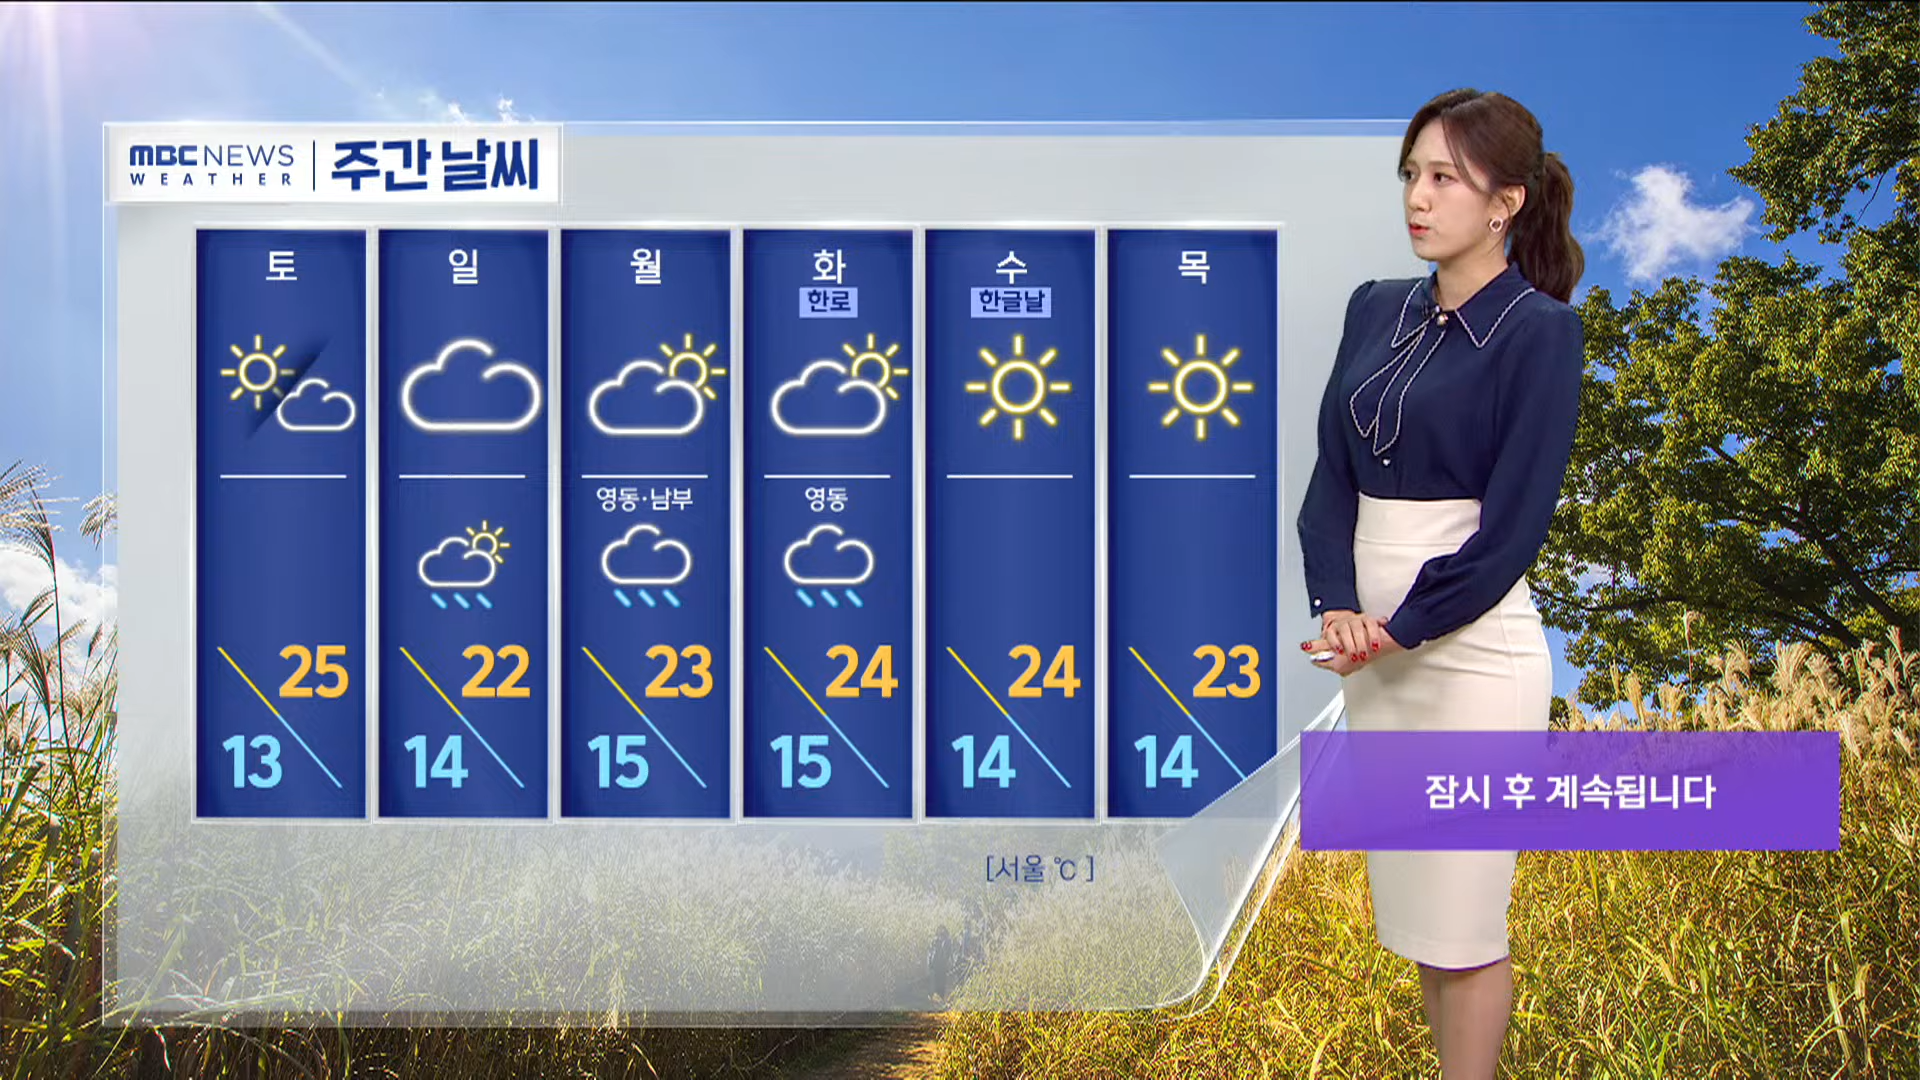 MBC NEWS
WEATHER
주간 날씨
토 일 월 화 수 목
한로 한글날
영동·남부 영동
25 22 23 24 24 23
13 14 15 15 14 14
[서울 ℃]
잠시 후 계속됩니다